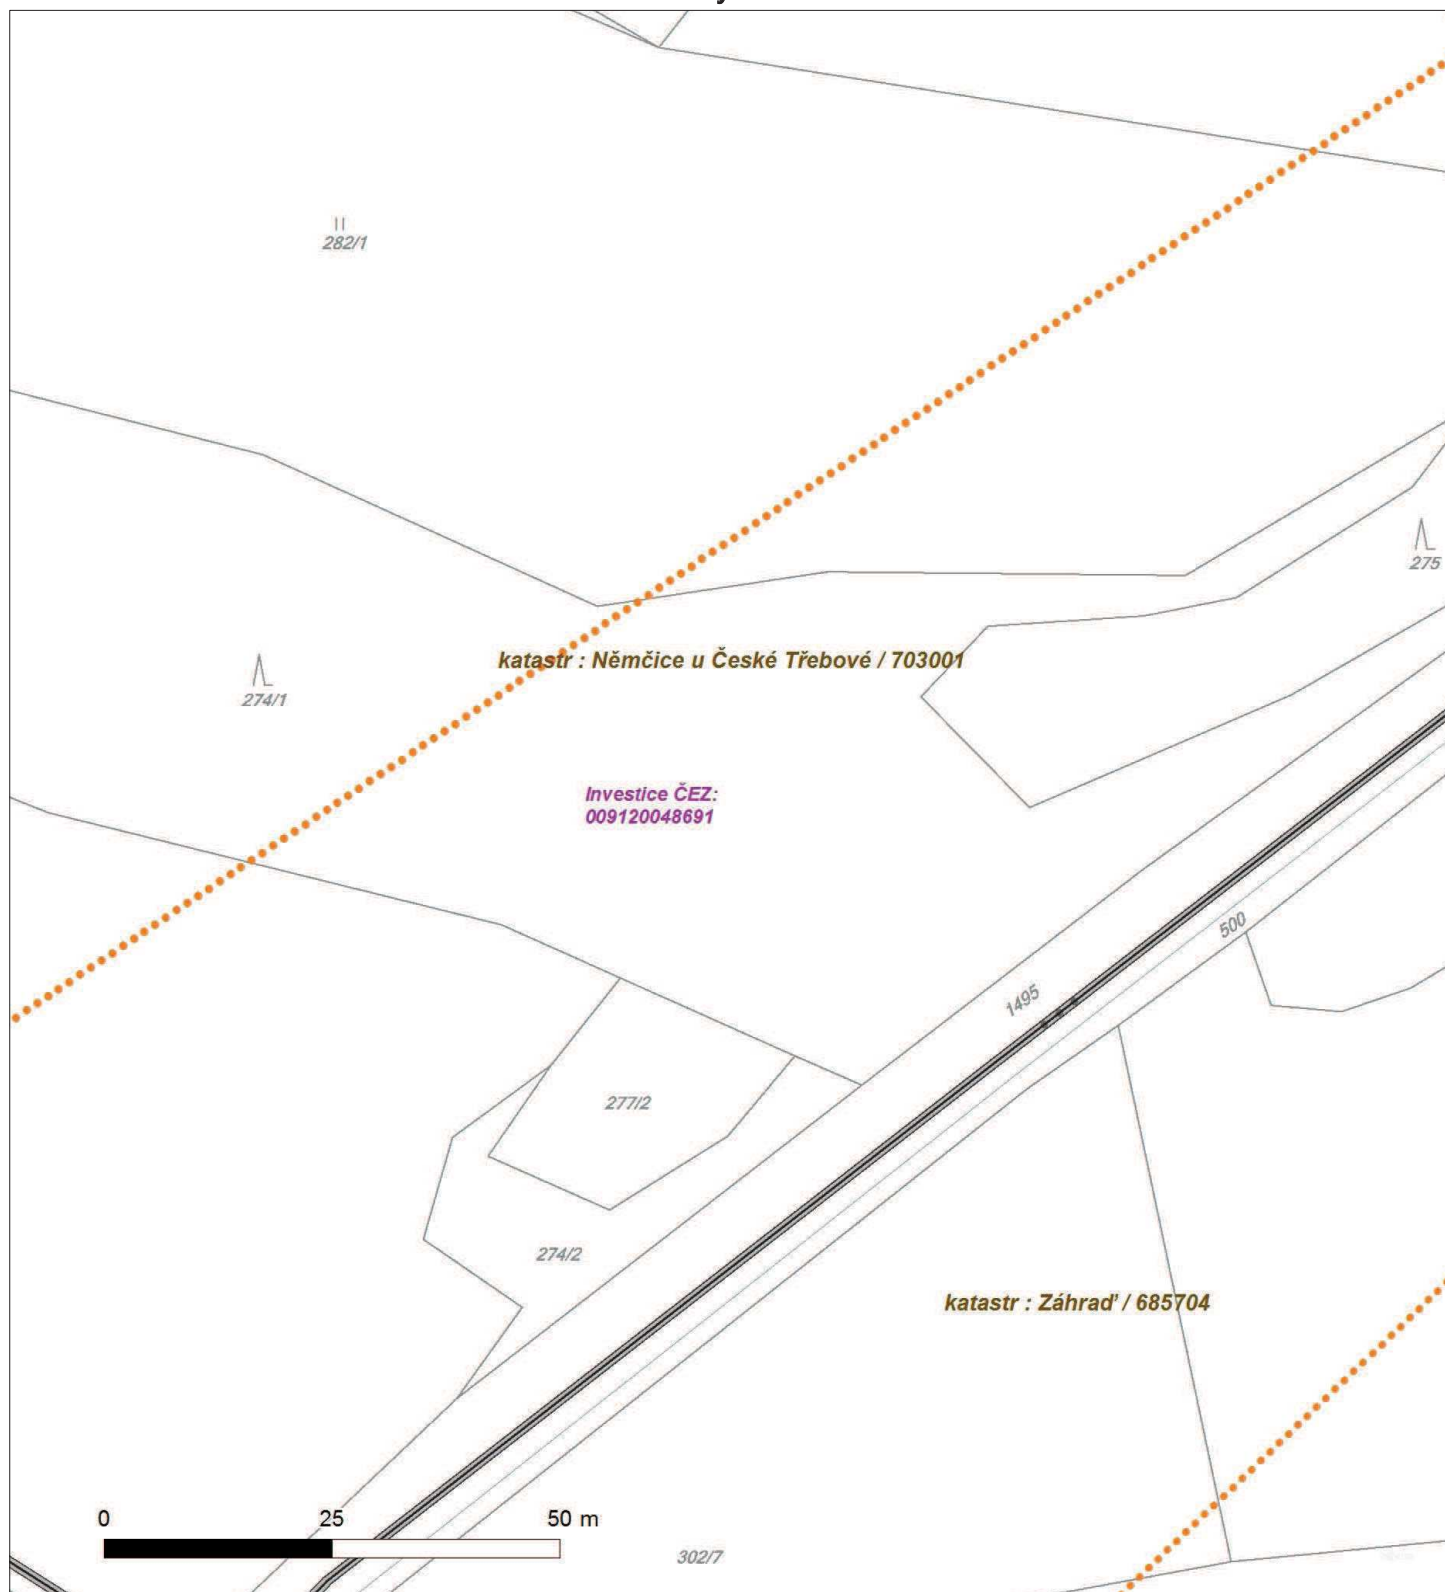 282/1
275
katastr : Němčice u České Třebové / 703001
274/1
Investice ČEZ:
009120048691
500
1495
277/2
274/2
katastr : Záhraď / 685704
0 25 50 m
302/7